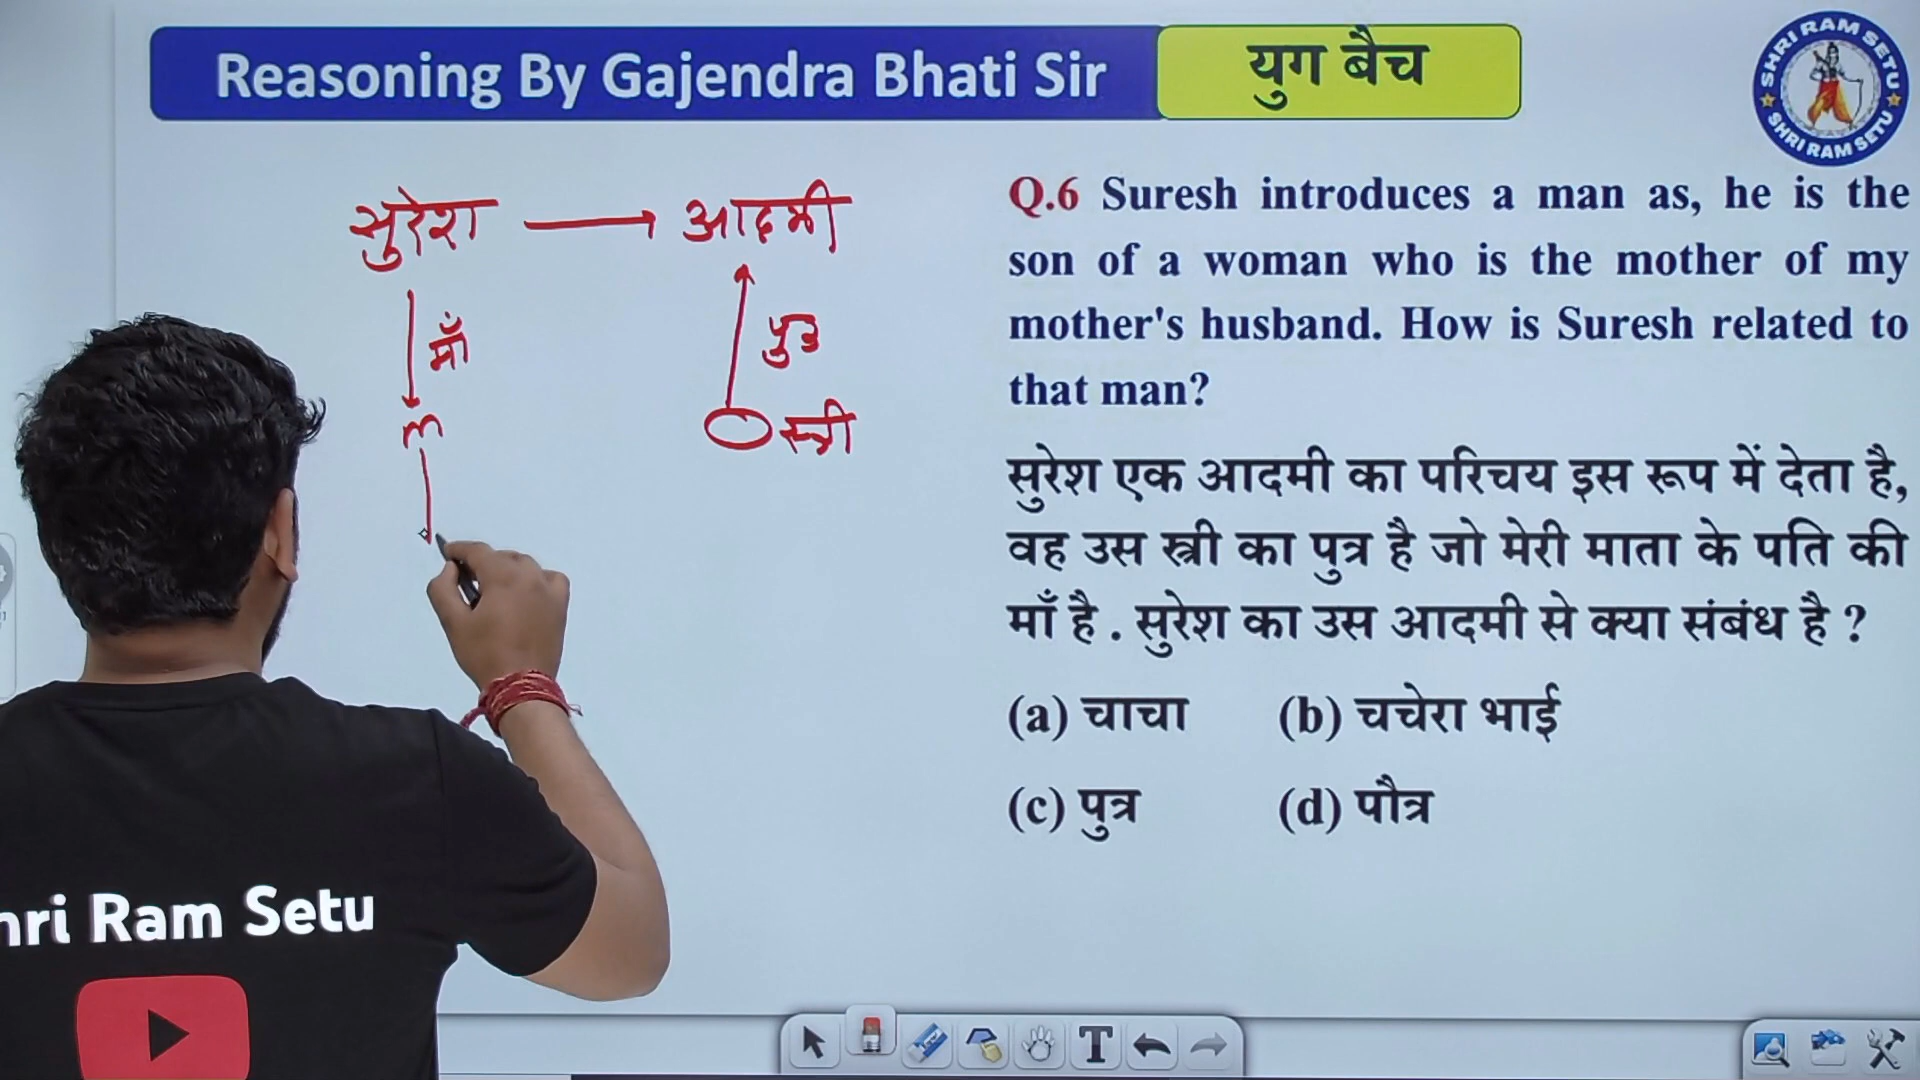 Reasoning By Gajendra Bhati Sir
युग बैच
SHRI RAM SETU
SHRI RAM SETU
सुरेश → आदमी
माँ
पुत्र
m
स्त्री
Q.6 Suresh introduces a man as, he is the
son of a woman who is the mother of my
mother's husband. How is Suresh related to
that man?
सुरेश एक आदमी का परिचय इस रूप में देता है,
वह उस स्त्री का पुत्र है जो मेरी माता के पति की
माँ है . सुरेश का उस आदमी से क्या संबंध है ?
(a) चाचा (b) चचेरा भाई
(c) पुत्र (d) पौत्र
hri Ram Setu
T